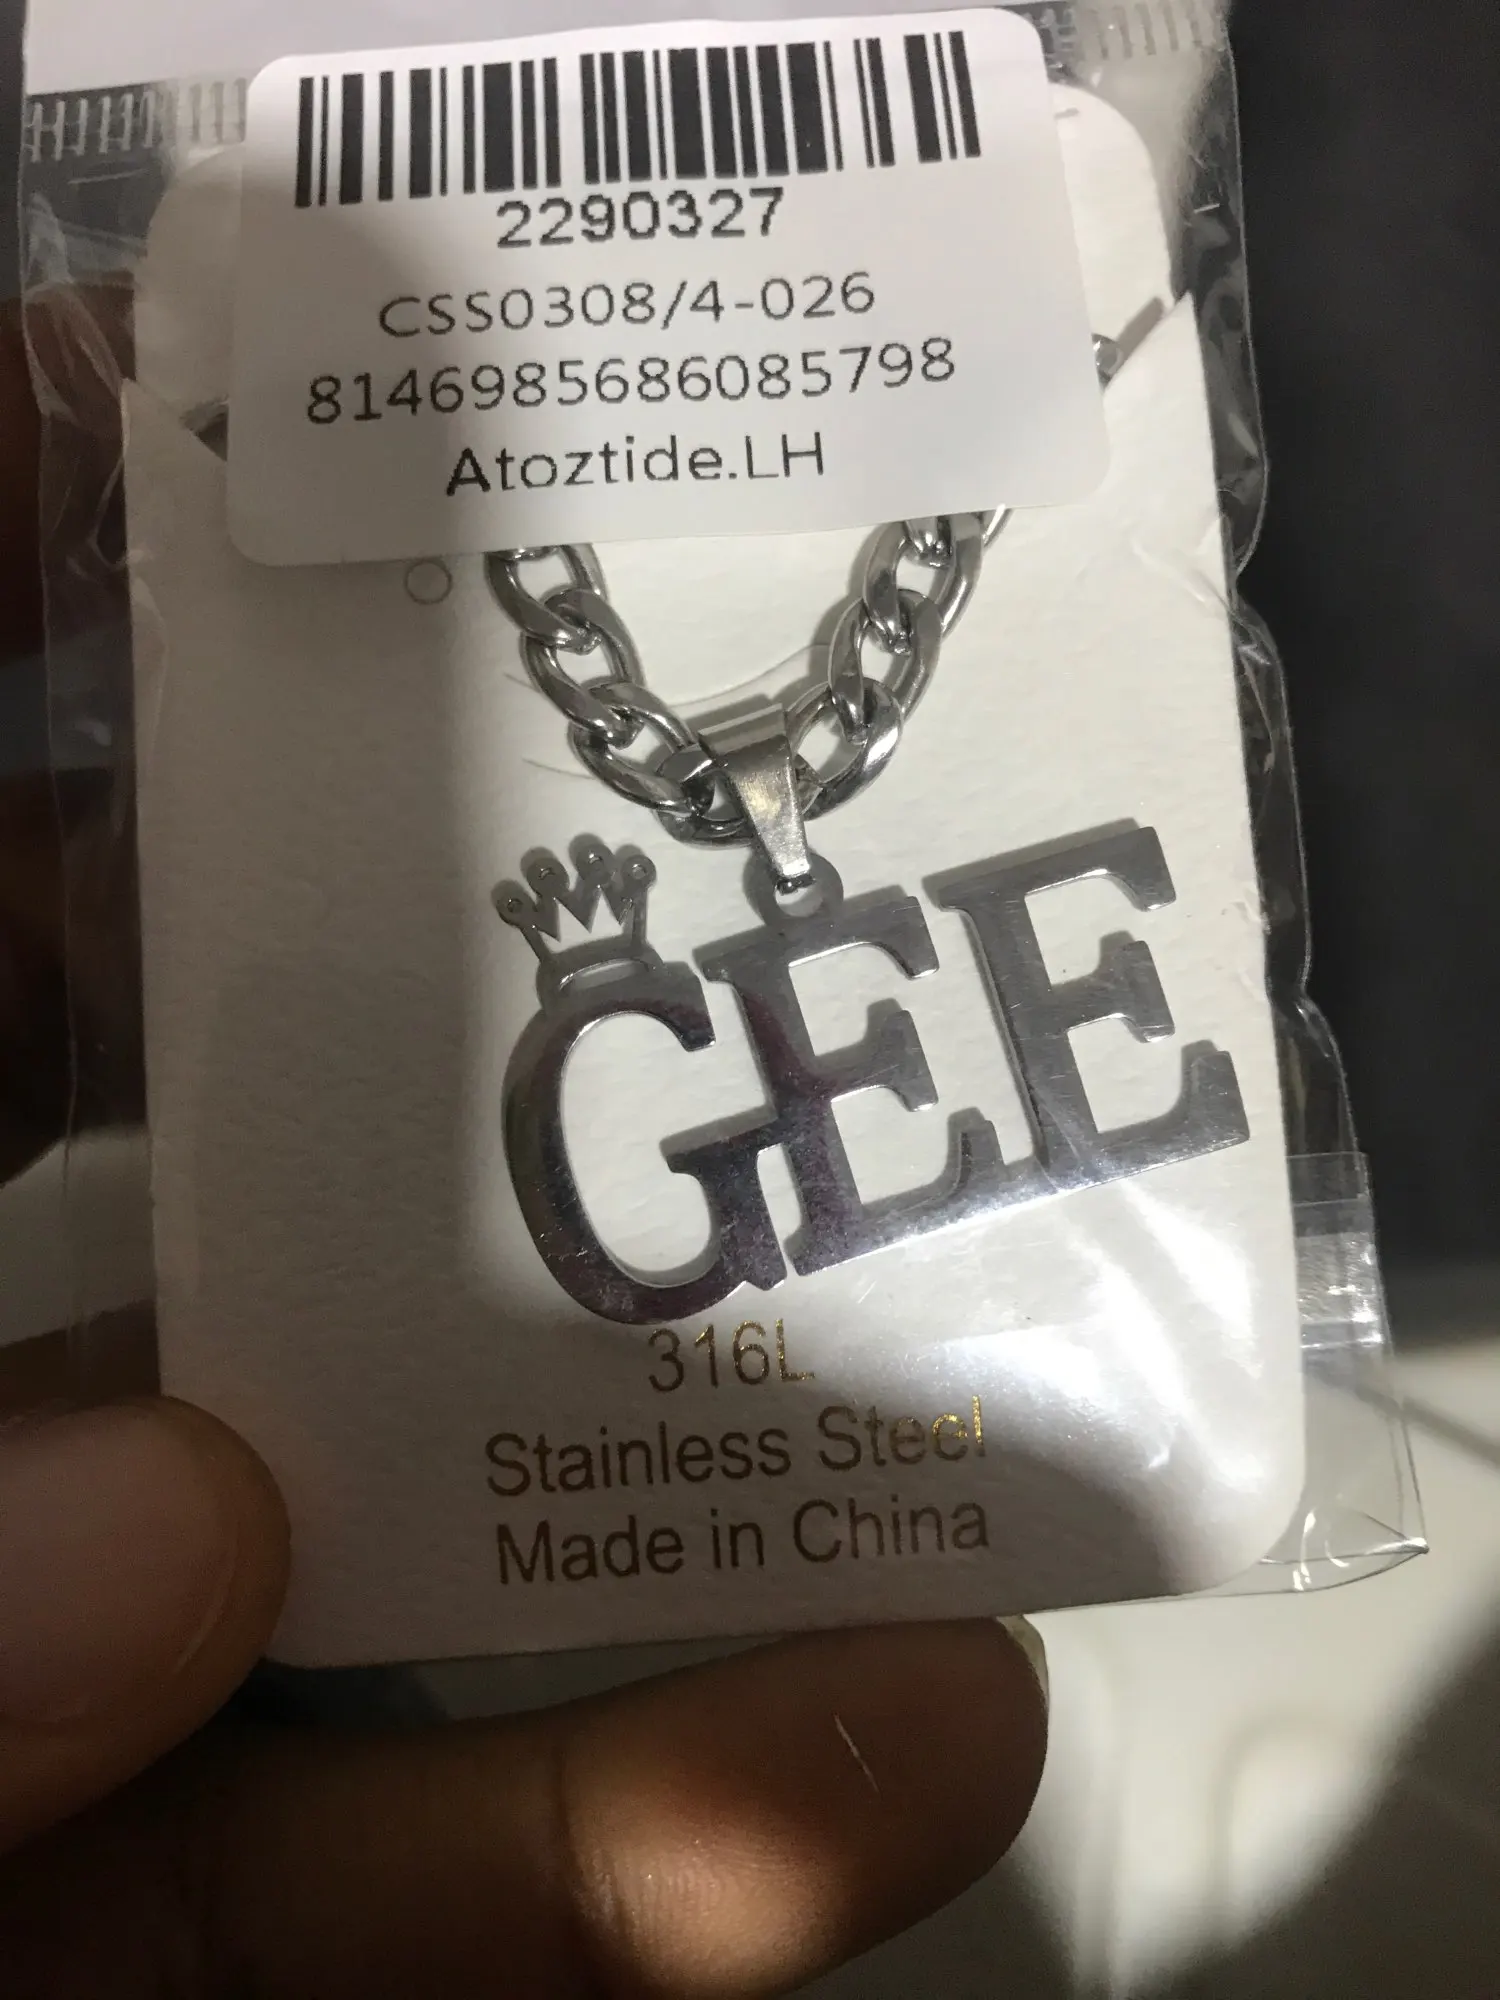 2290327
CSS0308/4-026
8146985686085798
Atoztide.LH
GEE
316L
Stainless Steel
Made in China